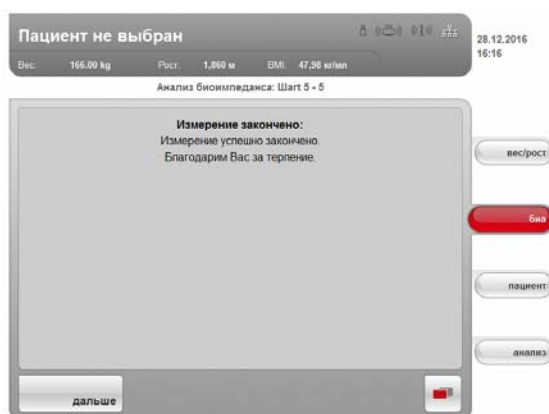 Пациент не выбран
28.12.2016
16:16
Вес: 166.00 kg Рост: 1,860 м BMI: 47,98 кг/мп
Анализ биоимпеданса: Шаrт 5 - 5
Измерение закончено:
Измерение успешно закончено.
Благодарим Вас за терпение.
вес/рост
биа
пациент
анализ
дальше